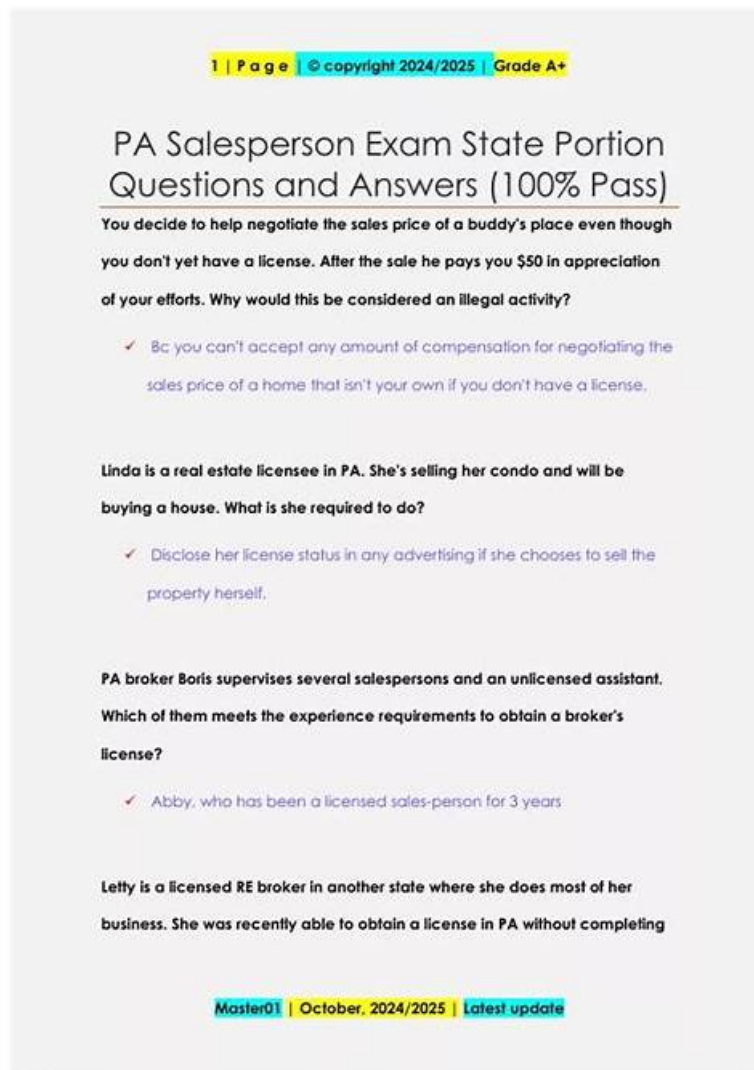 1 | P a g e | © copyright 2024/2025 | Grade A+
PA Salesperson Exam State Portion
Questions and Answers (100% Pass)
You decide to help negotiate the sales price of a buddy's place even though
you don't yet have a license. After the sale he pays you $50 in appreciation
of your efforts. Why would this be considered an illegal activity?
✓ Bc you can't accept any amount of compensation for negotiating the
sales price of a home that isn't your own if you don't have a license.
Linda is a real estate licensee in PA. She's selling her condo and will be
buying a house. What is she required to do?
✓ Disclose her license status in any advertising if she chooses to sell the
property herself.
PA broker Boris supervises several salespersons and an unlicensed assistant.
Which of them meets the experience requirements to obtain a broker's
license?
✓ Abby, who has been a licensed sales-person for 3 years
Letty is a licensed RE broker in another state where she does most of her
business. She was recently able to obtain a license in PA without completing
Master01 | October, 2024/2025 | Latest update